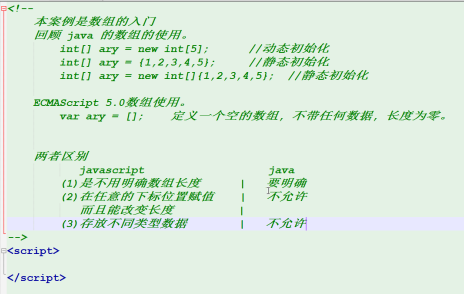 <!--
本案例是数组的入门
回顾 java 的数组的使用。
int[] ary = new int[5];    //动态初始化
int[] ary = {1,2,3,4,5};    //静态初始化
int[] ary = new int[]{1,2,3,4,5};  //静态初始化
ECMAScript 5.0数组使用。
var ary = [];    定义一个空的数组, 不带任何数据, 长度为零。
两者区别
javascript    java
(1)是不用明确数组长度    |    要明确
(2)在任意的下标位置赋值    |    不允许
而且能改变长度    |
(3)存放不同类型数据    |    不允许
-->
<script>
</script>